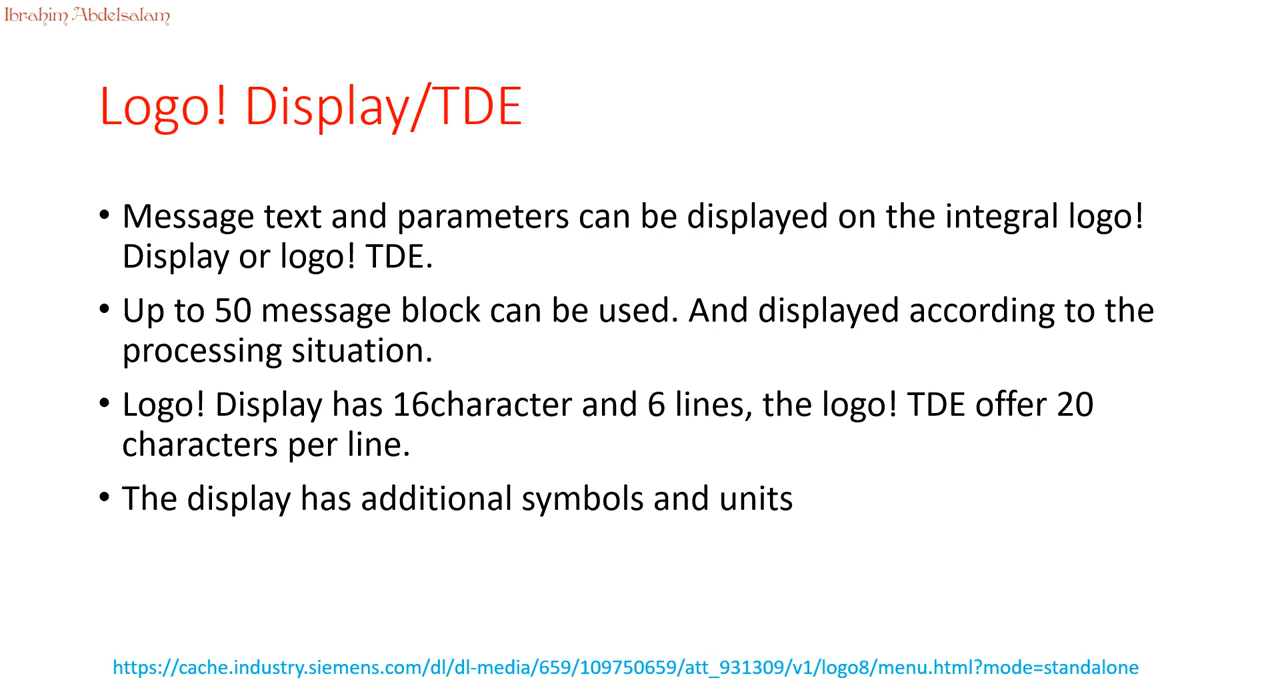 Ibrahim Abdelsalam
Logo! Display/TDE
• Message text and parameters can be displayed on the integral logo!
Display or logo! TDE.
• Up to 50 message block can be used. And displayed according to the
processing situation.
• Logo! Display has 16character and 6 lines, the logo! TDE offer 20
characters per line.
• The display has additional symbols and units
https://cache.industry.siemens.com/dl/dl-media/659/109750659/att_931309/v1/logo8/menu.html?mode=standalone